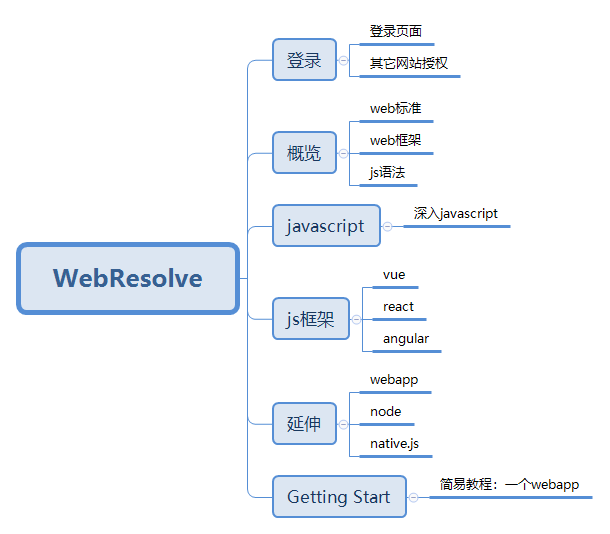 WebResolve
登录
登录页面
其它网站授权
概览
web标准
web框架
js语法
javascript
深入javascript
js框架
vue
react
angular
延伸
webapp
node
native.js
Getting Start
简易教程：一个webapp